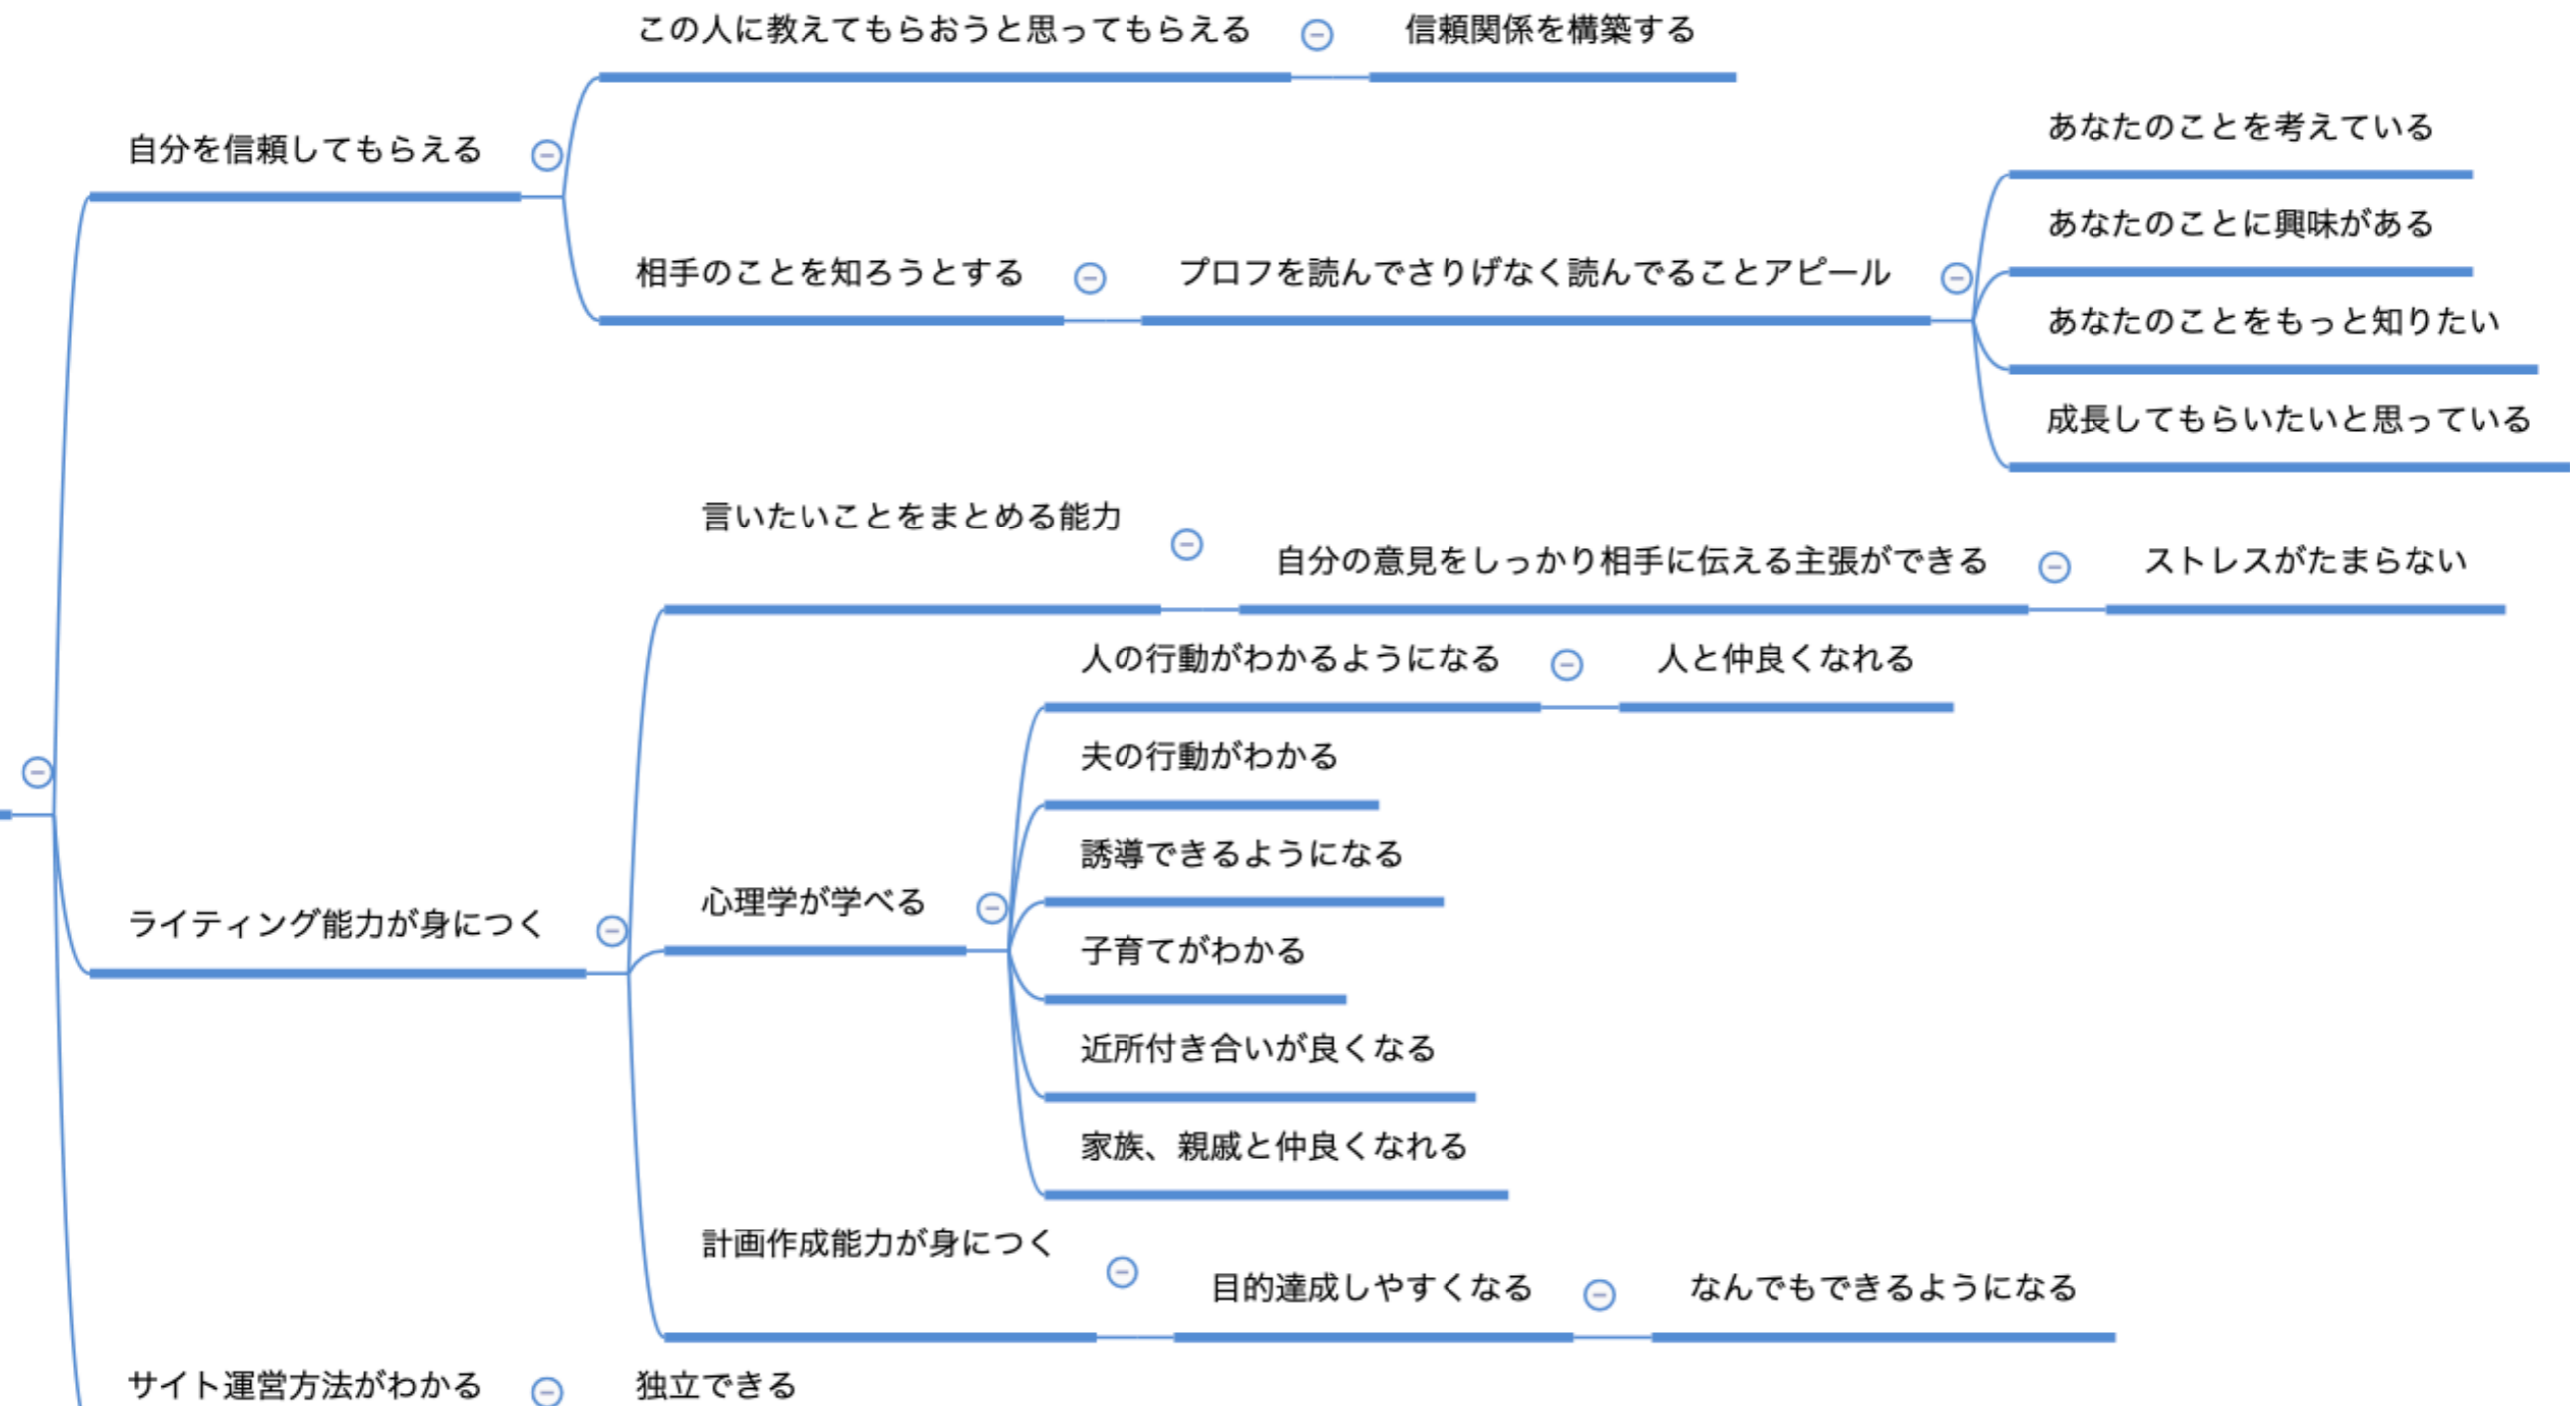 この人に教えてもらおうと思ってもらえる
信頼関係を構築する
自分を信頼してもらえる
相手のことを知ろうとする
プロフを読んでさりげなく読んでることアピール
あなたのことを考えている
あなたのことに興味がある
あなたのことをもっと知りたい
成長してもらいたいと思っている
ライティング能力が身につく
言いたいことをまとめる能力
自分の意見をしっかり相手に伝える主張ができる
ストレスがたまらない
心理学が学べる
人の行動がわかるようになる
人と仲良くなれる
夫の行動がわかる
誘導できるようになる
子育てがわかる
近所付き合いが良くなる
家族、親戚と仲良くなれる
計画作成能力が身につく
目的達成しやすくなる
なんでもできるようになる
サイト運営方法がわかる
独立できる